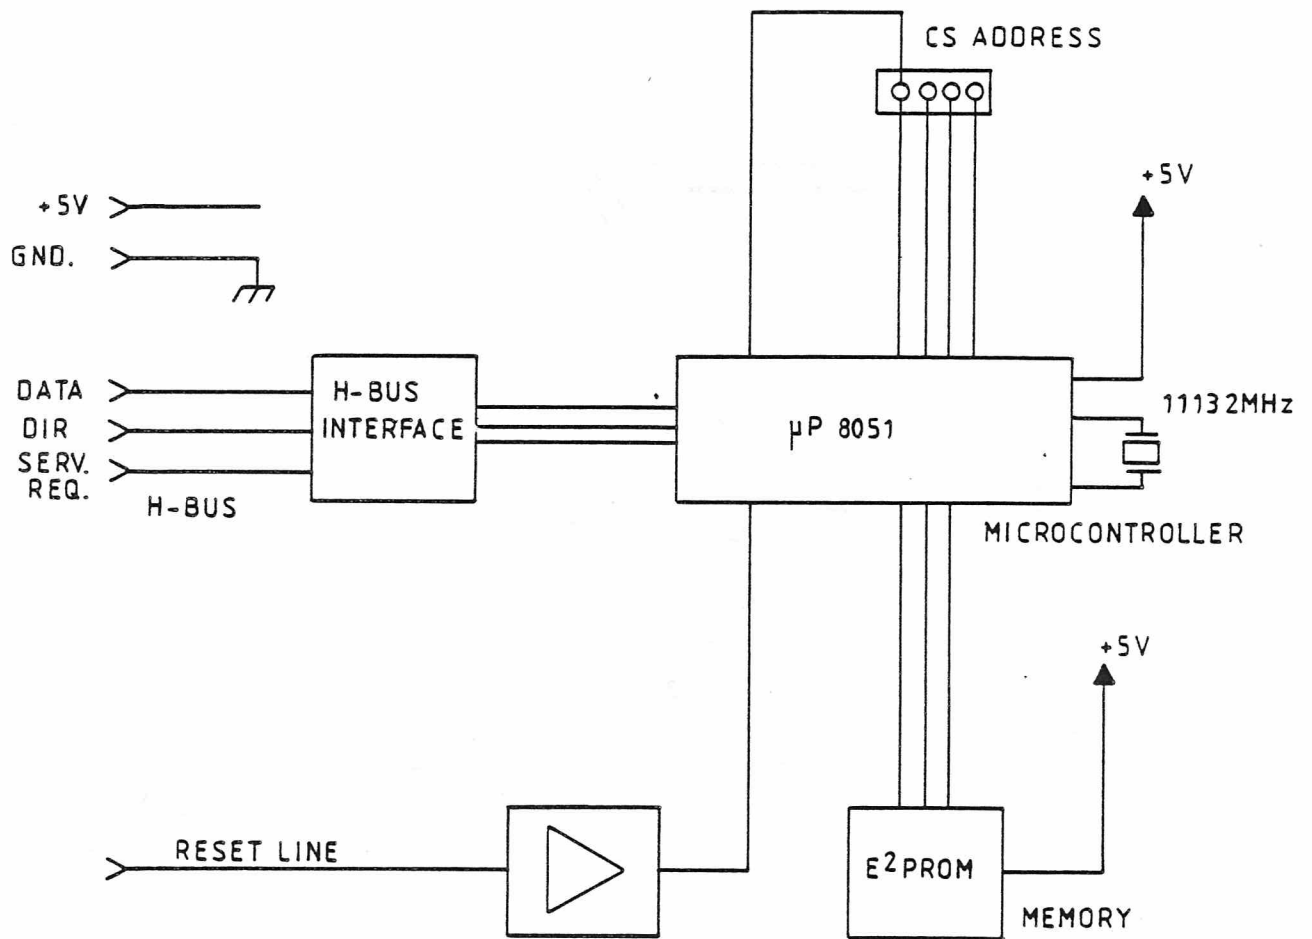 CS ADDRESS
+5V
+5V
GND.
DATA
DIR
SERV.
REQ.
H-BUS
H-BUS
INTERFACE
µP 8051
11132MHz
MICROCONTROLLER
+5V
RESET LINE
E²PROM
MEMORY